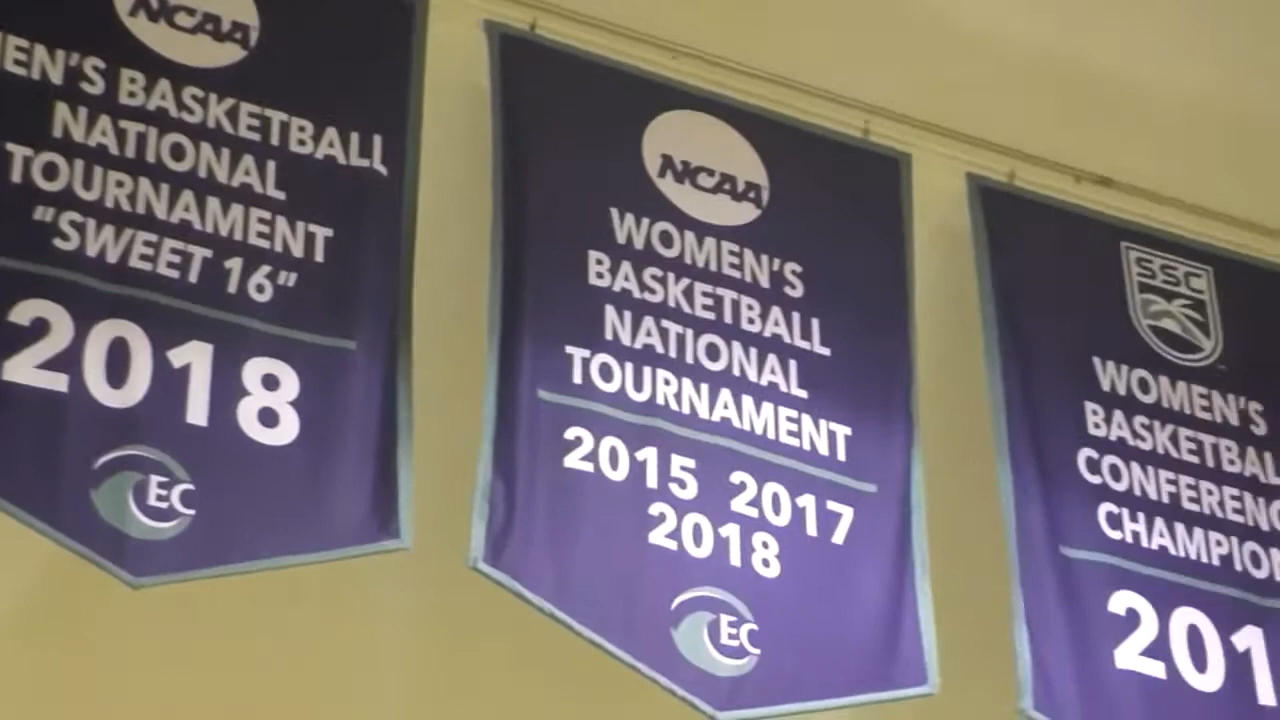 NCAA
EN'S BASKETBALL
NATIONAL
TOURNAMENT
"SWEET 16"
2018
EC
NCAA
WOMEN'S
BASKETBALL
NATIONAL
TOURNAMENT
2015 2017
2018
EC
SSC
WOMEN'S
BASKETBAL
CONFERENC
CHAMPIO
201